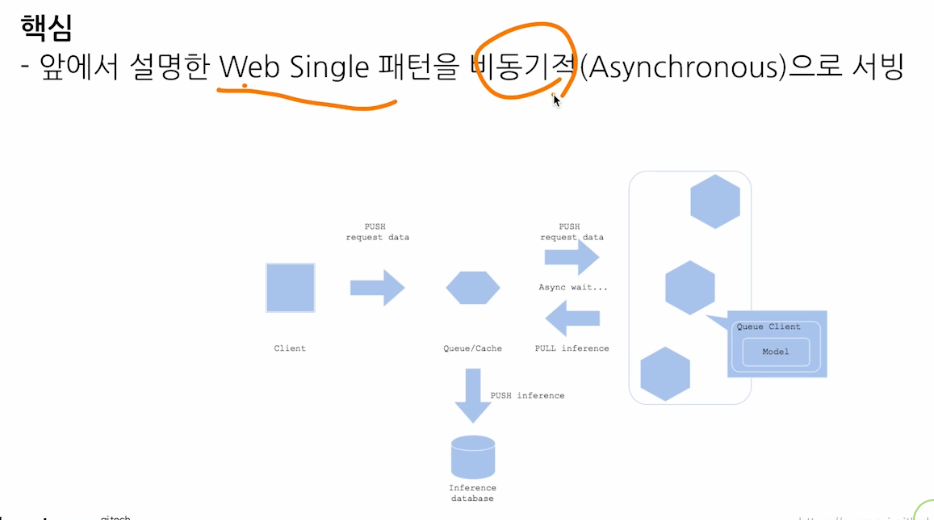 핵심
- 앞에서 설명한 Web Single 패턴을 비동기적(Asynchronous)으로 서빙
PUSH
request data
PUSH
request data
Async wait...
Client
Queue/Cache
PULL inference
Queue Client
Model
PUSH inference
Inference
database